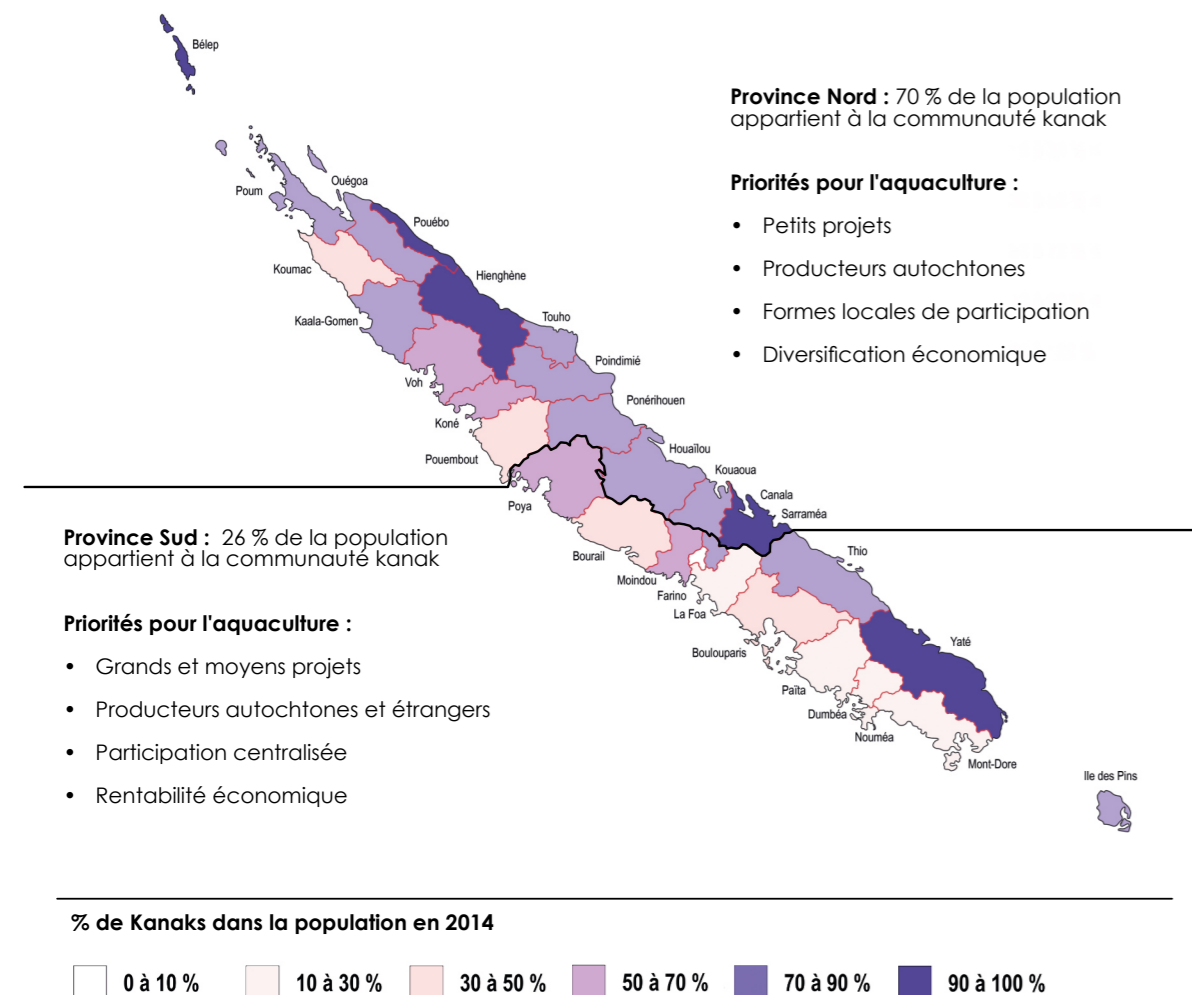 Bélep
Province Nord : 70 % de la population
appartient à la communauté kanak
Priorités pour l'aquaculture :
• Petits projets
• Producteurs autochtones
• Formes locales de participation
• Diversification économique
Poum
Ouégoa
Pouébo
Koumac
Hienghène
Kaala-Gomen
Touho
Poindimié
Voh
Ponérihouen
Koné
Houaïlou
Pouembout
Kouaoua
Canala
Poya
Sarraméa
Province Sud : 26 % de la population
appartient à la communauté kanak
Priorités pour l'aquaculture :
• Grands et moyens projets
• Producteurs autochtones et étrangers
• Participation centralisée
• Rentabilité économique
Bourail
Thio
Moindou
Farino
La Foa
Yaté
Boulouparis
Païta
Dumbéa
Nouméa
Mont-Dore
Ile des Pins
% de Kanaks dans la population en 2014
0 à 10 % 10 à 30 % 30 à 50 % 50 à 70 % 70 à 90 % 90 à 100 %